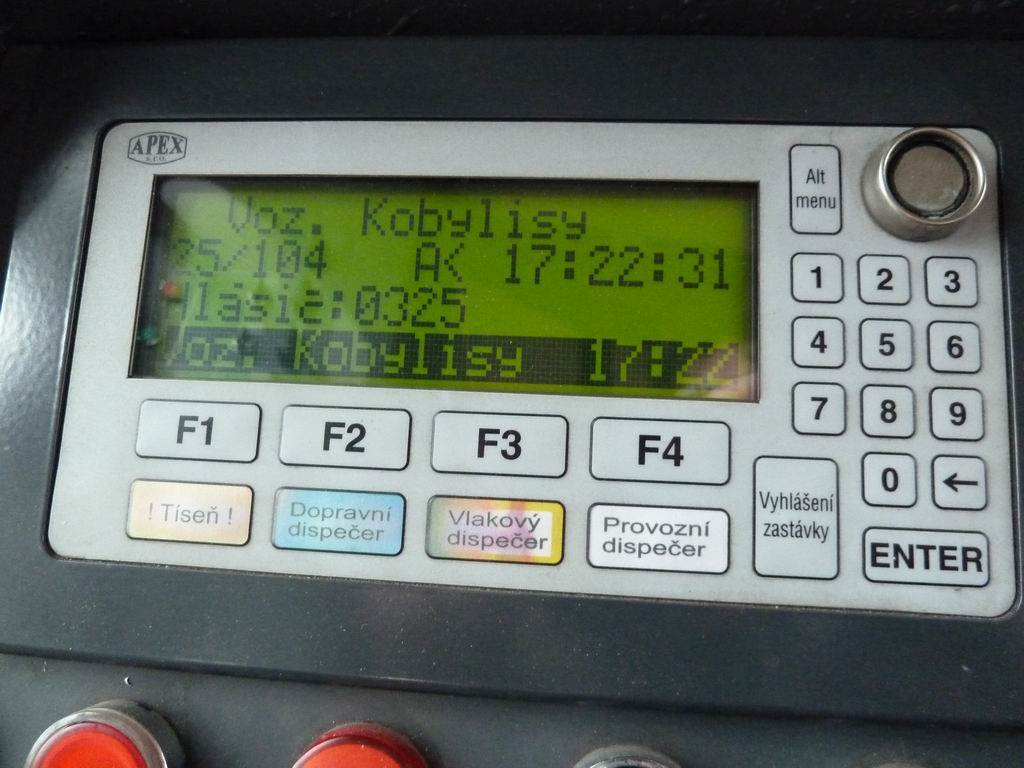 APEX
s.r.o.
Voz. Kobylisy
25/104 AK 17:22:31
Hlásič:0325
Voz. Kobylisy 17:22
Alt
menu
1 2 3
4 5 6
7 8 9
0 ←
F1 F2 F3 F4
! Tíseň !
Dopravní
dispečer
Vlakový
dispečer
Provozní
dispečer
Vyhlášení
zastávky
ENTER